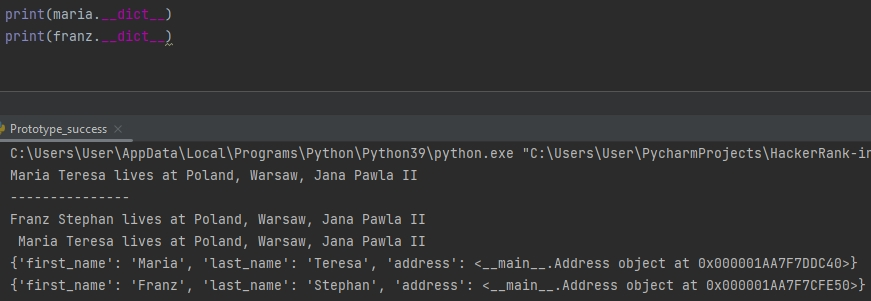 print(maria.__dict__)
print(franz.__dict__)
Prototype_success
C:\Users\User\AppData\Local\Programs\Python\Python39\python.exe "C:\Users\User\PycharmProjects\HackerRank-in
Maria Teresa lives at Poland, Warsaw, Jana Pawla II
---------------
Franz Stephan lives at Poland, Warsaw, Jana Pawla II
 Maria Teresa lives at Poland, Warsaw, Jana Pawla II
{'first_name': 'Maria', 'last_name': 'Teresa', 'address': <__main__.Address object at 0x000001AA7F7DDC40>}
{'first_name': 'Franz', 'last_name': 'Stephan', 'address': <__main__.Address object at 0x000001AA7F7CFE50>}